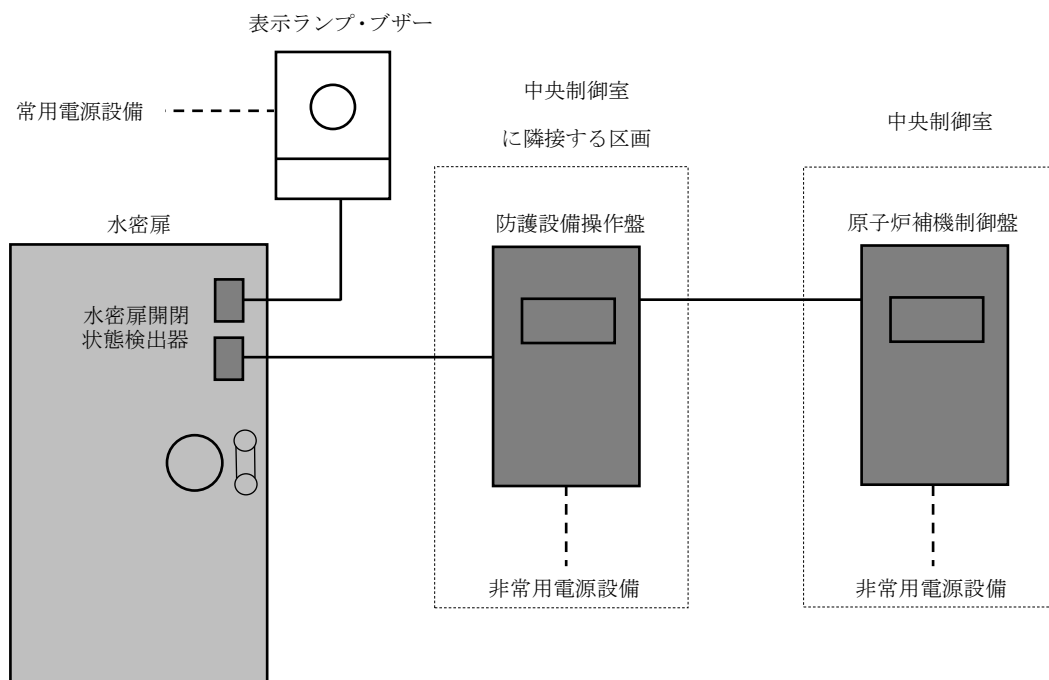 表示ランプ・ブザー
常用電源設備
中央制御室
に隣接する区画
中央制御室
水密扉
防護設備操作盤
原子炉補機制御盤
水密扉開閉
状態検出器
非常用電源設備
非常用電源設備